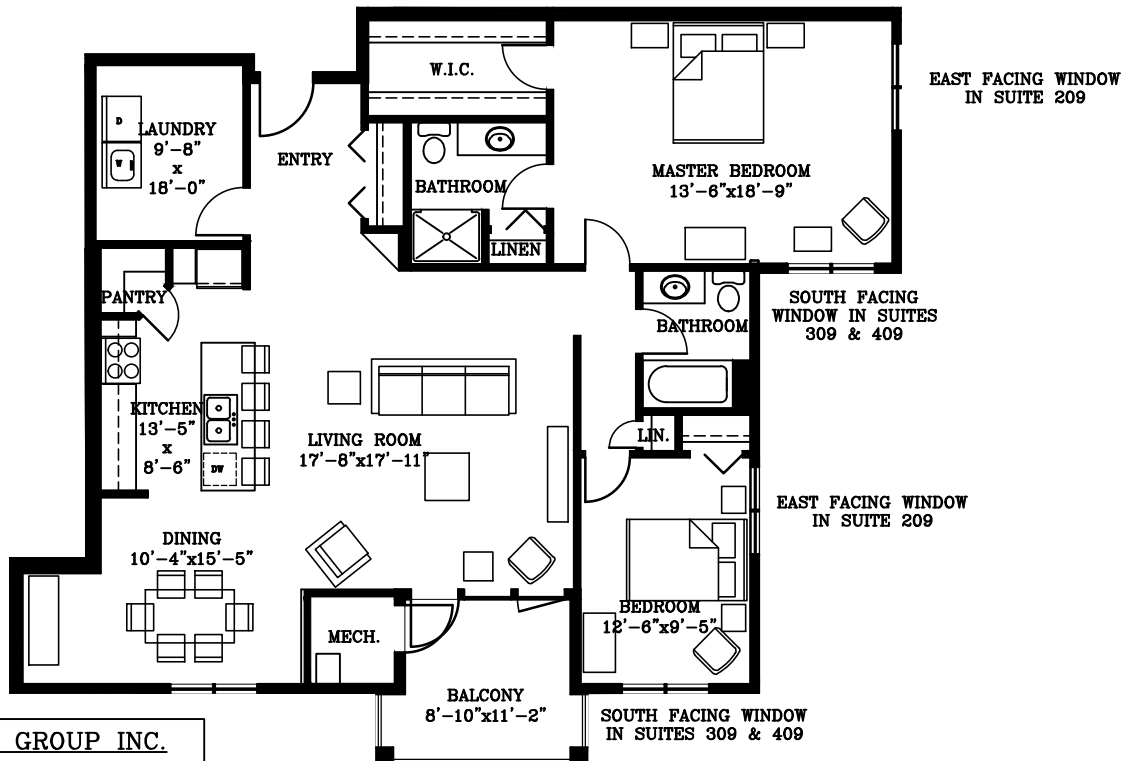 W.I.C.
EAST FACING WINDOW
IN SUITE 209
D
LAUNDRY
9'-8"
x
18'-0"
W
ENTRY
BATHROOM
MASTER BEDROOM
13'-6"x18'-9"
LINEN
PANTRY
SOUTH FACING
WINDOW IN SUITES
309 & 409
BATHROOM
KITCHEN
13'-5"
x
8'-6"
DW
LIVING ROOM
17'-8"x17'-11"
LIN.
EAST FACING WINDOW
IN SUITE 209
DINING
10'-4"x15'-5"
BEDROOM
12'-6"x9'-5"
MECH.
BALCONY
8'-10"x11'-2"
SOUTH FACING WINDOW
IN SUITES 309 & 409
GROUP INC.